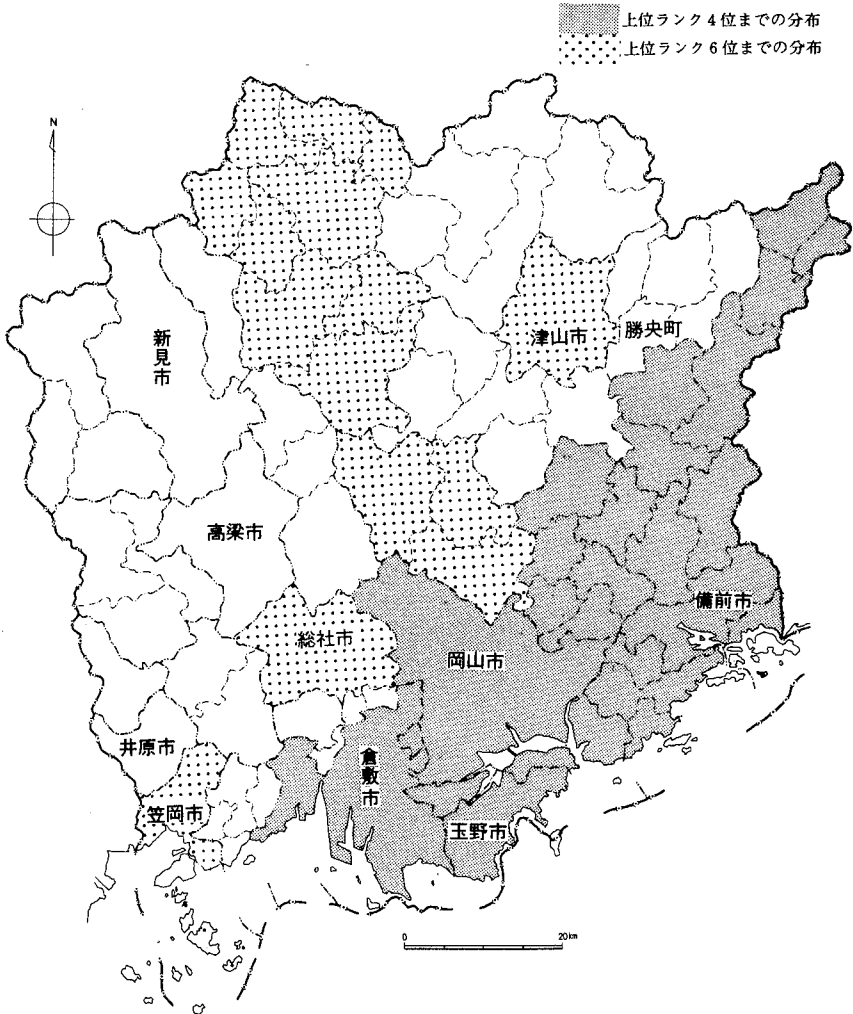 上位ランク4位までの分布
上位ランク6位までの分布
N
新見市
津山市
勝央町
高梁市
備前市
総社市
岡山市
井原市
倉敷市
笠岡市
玉野市
0 20km